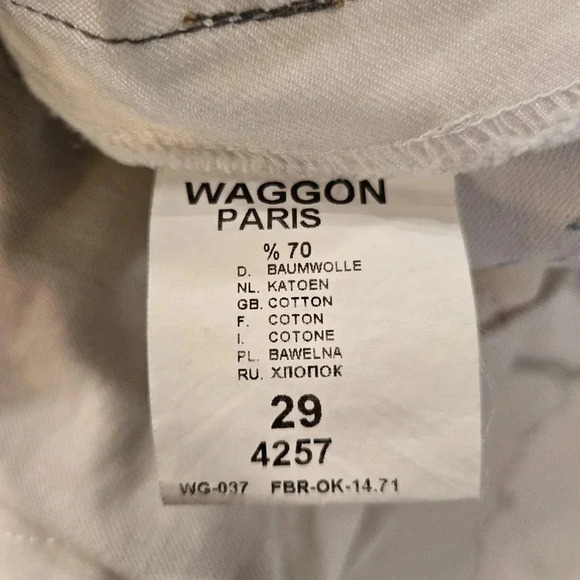 WAGGON
PARIS
% 70
D. BAUMWOLLE
NL. KATOEN
GB. COTTON
F. COTON
I. COTONE
PL. BAWELNA
RU. ХЛОПОК
29
4257
WG-037 FBR-OK-14.71